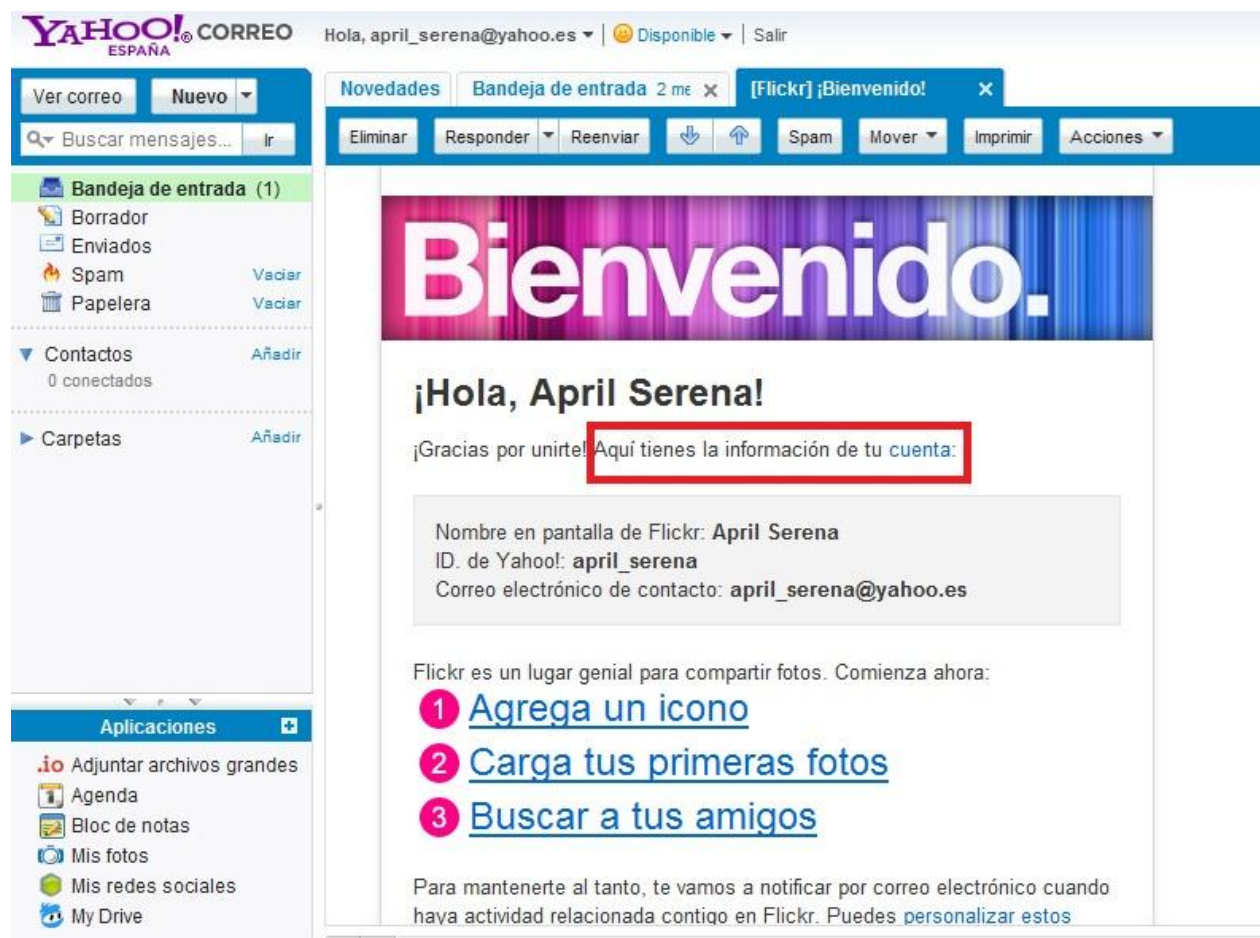 YAHOO!® CORREO
ESPAÑA
Hola, april_serena@yahoo.es
Disponible
Salir
Ver correo
Nuevo
Buscar mensajes...
Ir
Bandeja de entrada (1)
Borrador
Enviados
Spam Vaciar
Papelera Vaciar
Contactos Añadir
0 conectados
Carpetas Añadir
Aplicaciones
.io Adjuntar archivos grandes
1 Agenda
Bloc de notas
Mis fotos
Mis redes sociales
My Drive
Novedades
Bandeja de entrada 2 me
[Flickr] ¡Bienvenido!
Eliminar Responder Reenviar Spam Mover Imprimir Acciones
Bienvenido.
¡Hola, April Serena!
¡Gracias por unirte! Aquí tienes la información de tu cuenta:
Nombre en pantalla de Flickr: April Serena
ID. de Yahoo!: april_serena
Correo electrónico de contacto: april_serena@yahoo.es
Flickr es un lugar genial para compartir fotos. Comienza ahora:
1 Agrega un icono
2 Carga tus primeras fotos
3 Buscar a tus amigos
Para mantenerte al tanto, te vamos a notificar por correo electrónico cuando
haya actividad relacionada contigo en Flickr. Puedes personalizar estos